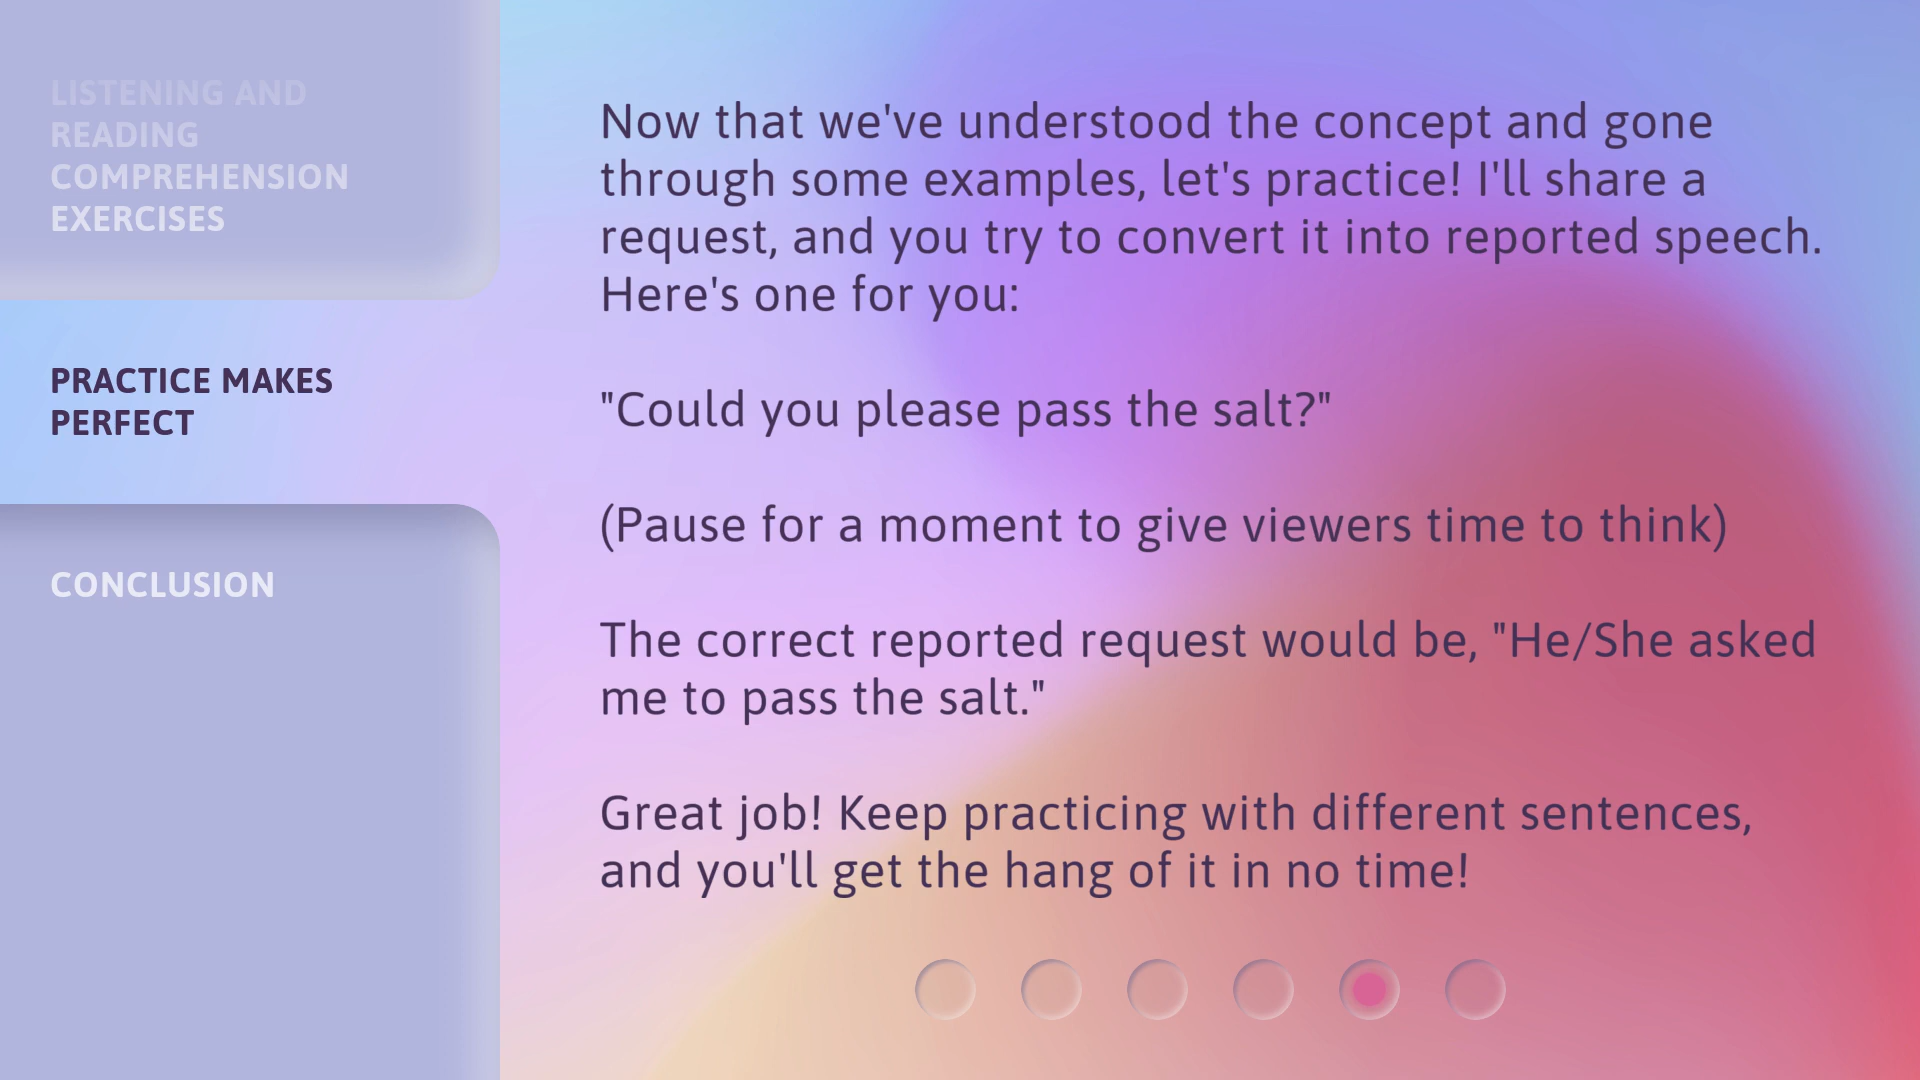 LISTENING AND
READING
COMPREHENSION
EXERCISES
PRACTICE MAKES
PERFECT
CONCLUSION
Now that we've understood the concept and gone
through some examples, let's practice! I'll share a
request, and you try to convert it into reported speech.
Here's one for you:
"Could you please pass the salt?"
(Pause for a moment to give viewers time to think)
The correct reported request would be, "He/She asked
me to pass the salt."
Great job! Keep practicing with different sentences,
and you'll get the hang of it in no time!